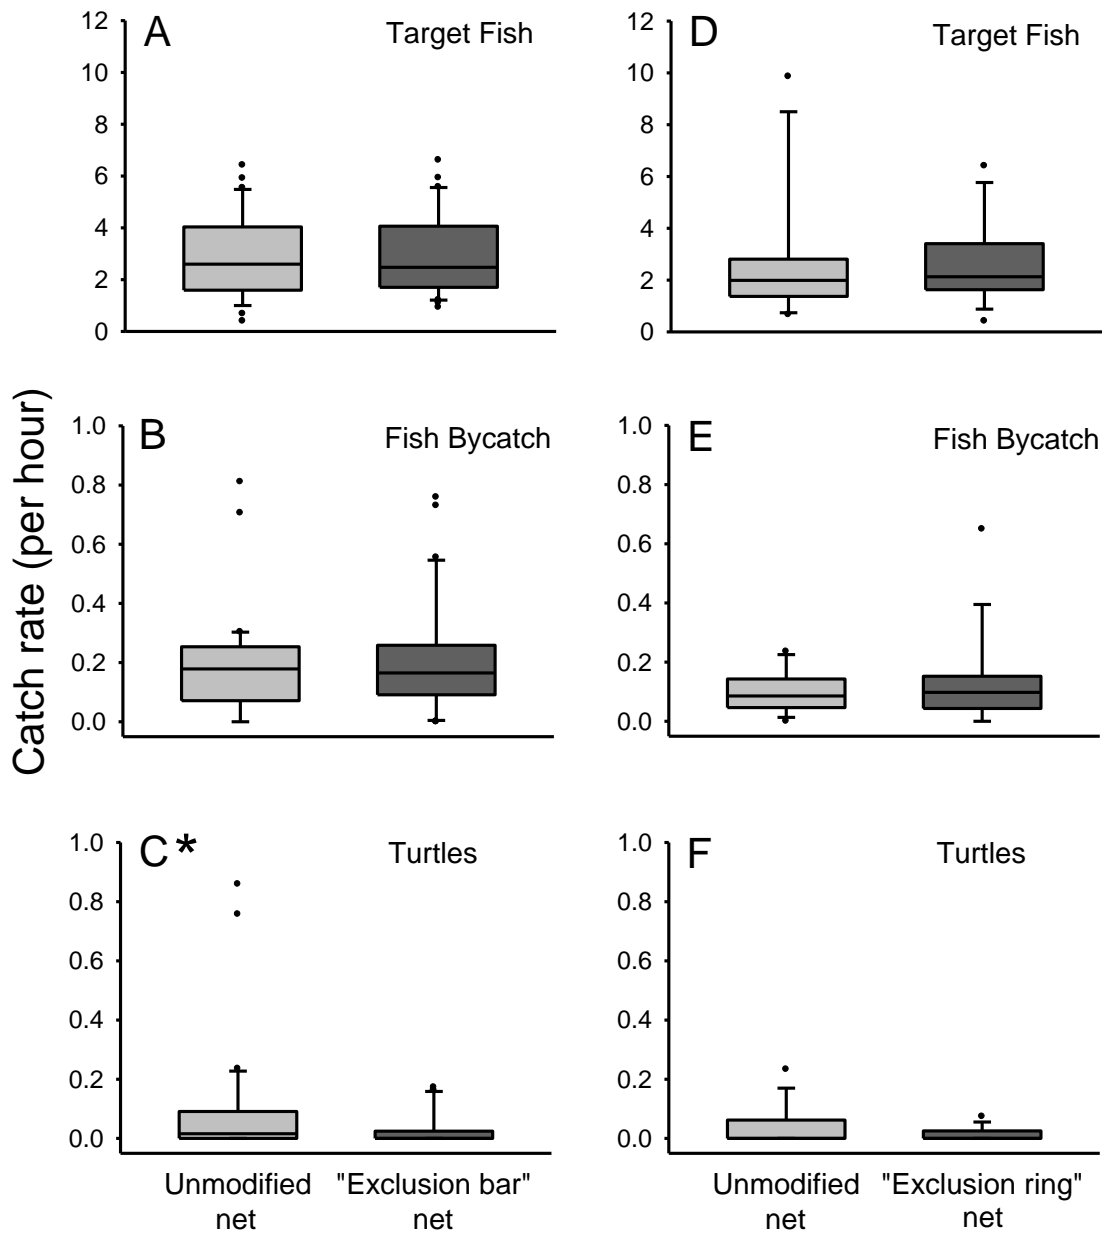 Catch rate (per hour)
A
Target Fish
12
10
8
6
4
2
0
D
Target Fish
12
10
8
6
4
2
0
B
Fish Bycatch
1.0
0.8
0.6
0.4
0.2
0.0
E
Fish Bycatch
1.0
0.8
0.6
0.4
0.2
0.0
C *
Turtles
1.0
0.8
0.6
0.4
0.2
0.0
Unmodified
net
"Exclusion bar"
net
F
Turtles
1.0
0.8
0.6
0.4
0.2
0.0
Unmodified
net
"Exclusion ring"
net